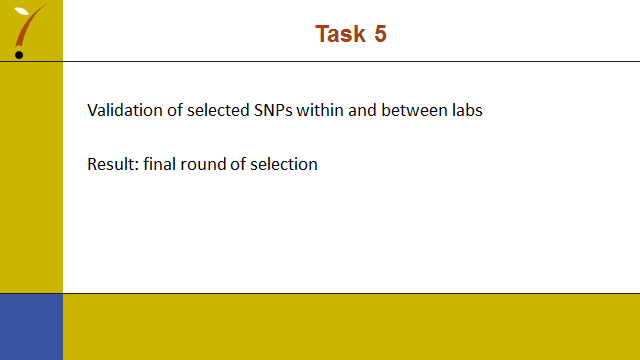 Task 5
Validation of selected SNPs within and between labs
Result: final round of selection